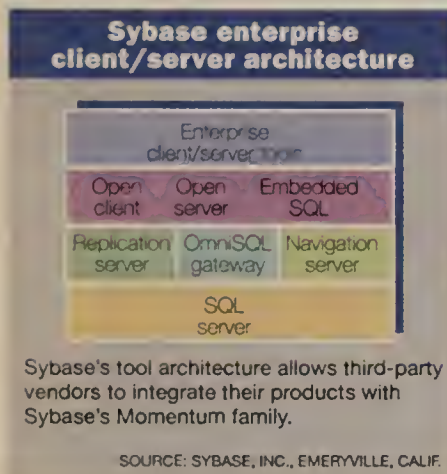 Sybase enterprise
client/server architecture
Enterprise
client/server tools
Open client
Open server
Embedded SQL
Replication server
OmniSQL gateway
Navigation server
SQL
server
Sybase's tool architecture allows third-party
vendors to integrate their products with
Sybase's Momentum family.
SOURCE: SYBASE, INC., EMERYVILLE, CALIF.